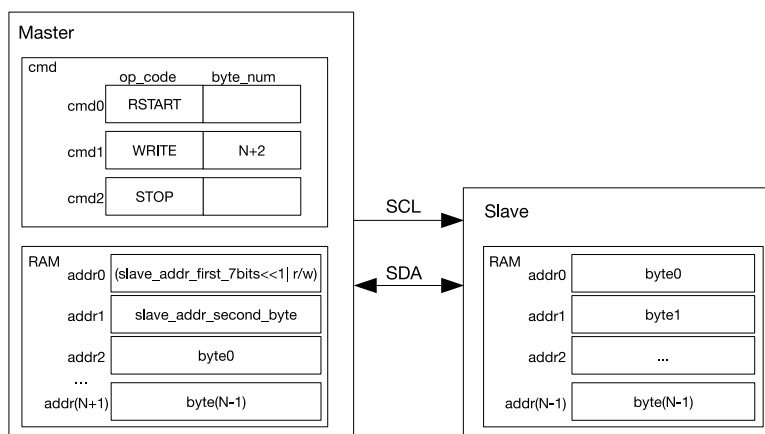 Master
cmd
op_code byte_num
cmd0 RSTART
cmd1 WRITE N+2
cmd2 STOP
RAM
addr0 (slave_addr_first_7bits<<1| r/w)
addr1 slave_addr_second_byte
addr2 byte0
...
addr(N+1) byte(N-1)
SCL
SDA
Slave
RAM
addr0 byte0
addr1 byte1
addr2 ...
addr(N-1) byte(N-1)